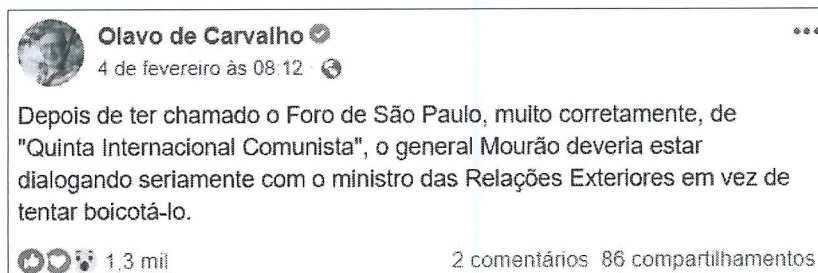 Olavo de Carvalho
4 de fevereiro às 08:12
Depois de ter chamado o Foro de São Paulo, muito corretamente, de
"Quinta Internacional Comunista", o general Mourão deveria estar
dialogando seriamente com o ministro das Relações Exteriores em vez de
tentar boicotá-lo.
1,3 mil 2 comentários 86 compartilhamentos